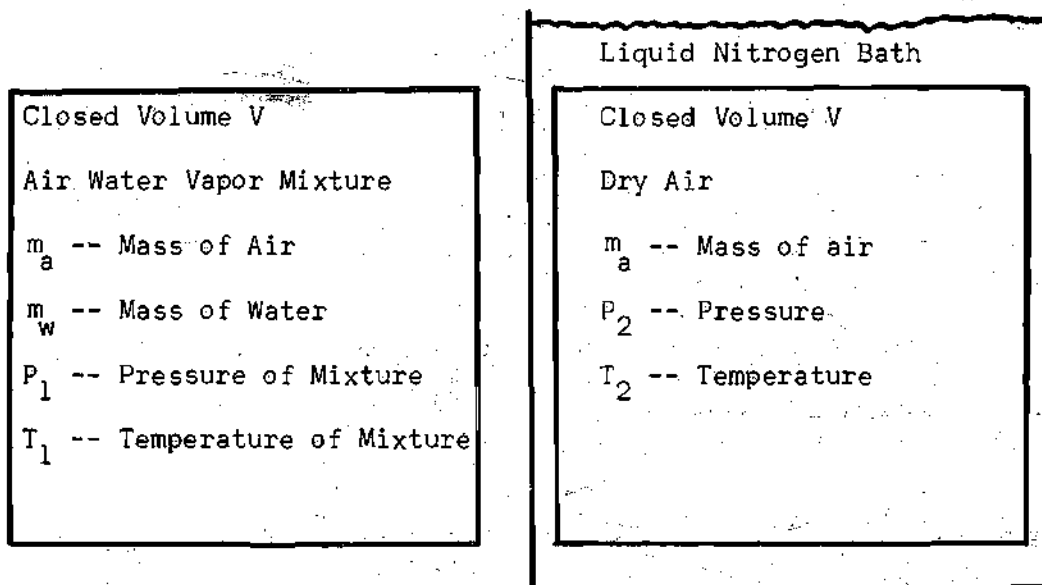 Closed Volume V
Air Water Vapor Mixture
m_a -- Mass of Air
m_w -- Mass of Water
P_1 -- Pressure of Mixture
T_1 -- Temperature of Mixture
Liquid Nitrogen Bath
Closed Volume V
Dry Air
m_a -- Mass of air
P_2 -- Pressure
T_2 -- Temperature